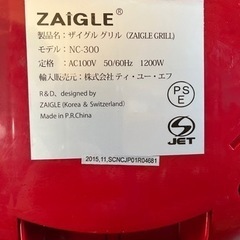 ZAIGLE
製品名：ザイグル グリル (ZAIGLE GRILL)
モデル：NC-300
定格：AC100V 50/60Hz 1200W
輸入販売元：株式会社 ティ・ユー・エフ
R&D, designed by
ZAIGLE (Korea & Switzerland)
Made in P.R.China
PS
E
S
JET
2015,11,SCNCJP01R04681